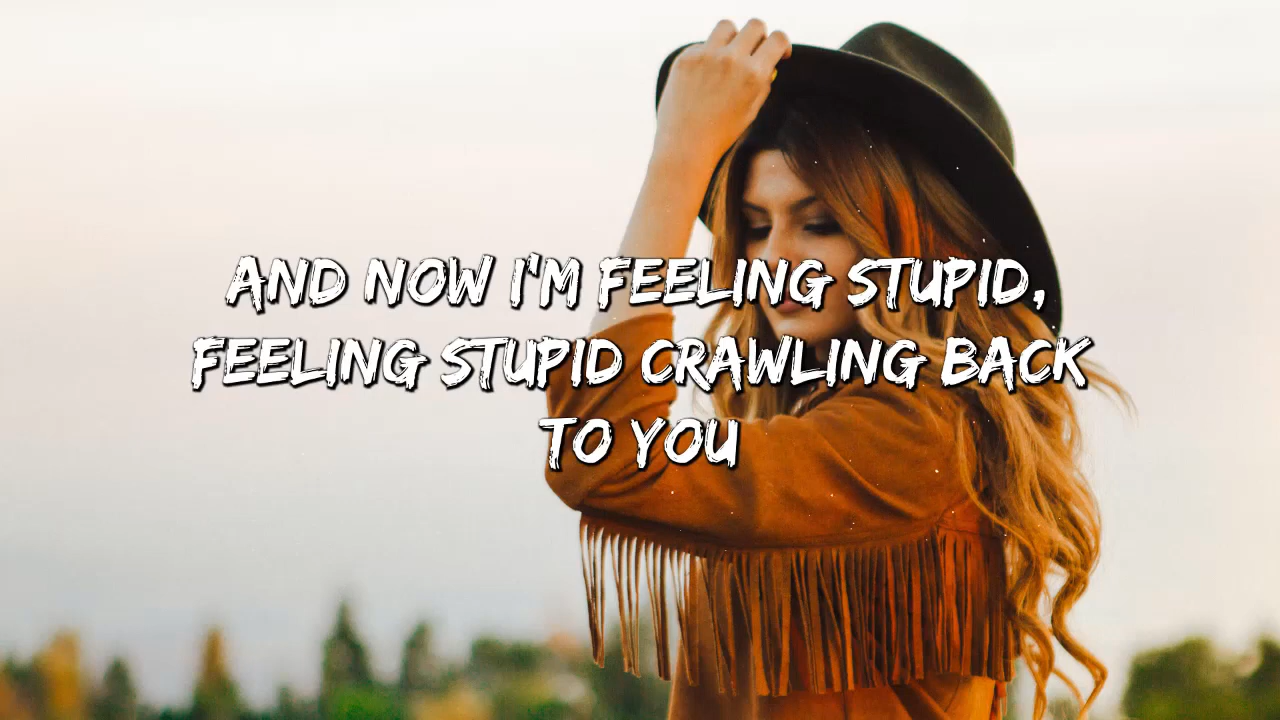 AND NOW I'M FEELING STUPID,
FEELING STUPID CRAWLING BACK
TO YOU